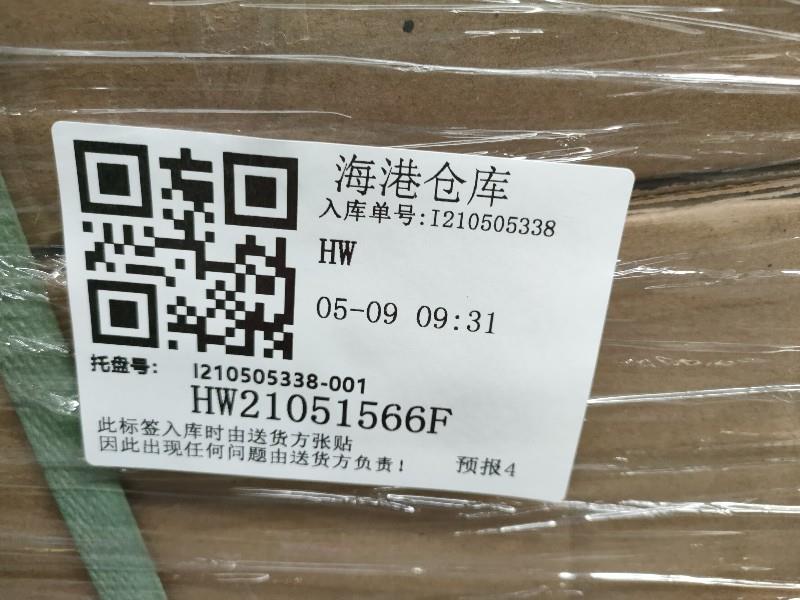 海港仓库
入库单号:I210505338
HW
05-09 09:31
托盘号: I210505338-001
HW21051566F
此标签入库时由送货方张贴
因此出现任何问题由送货方负责! 预报4